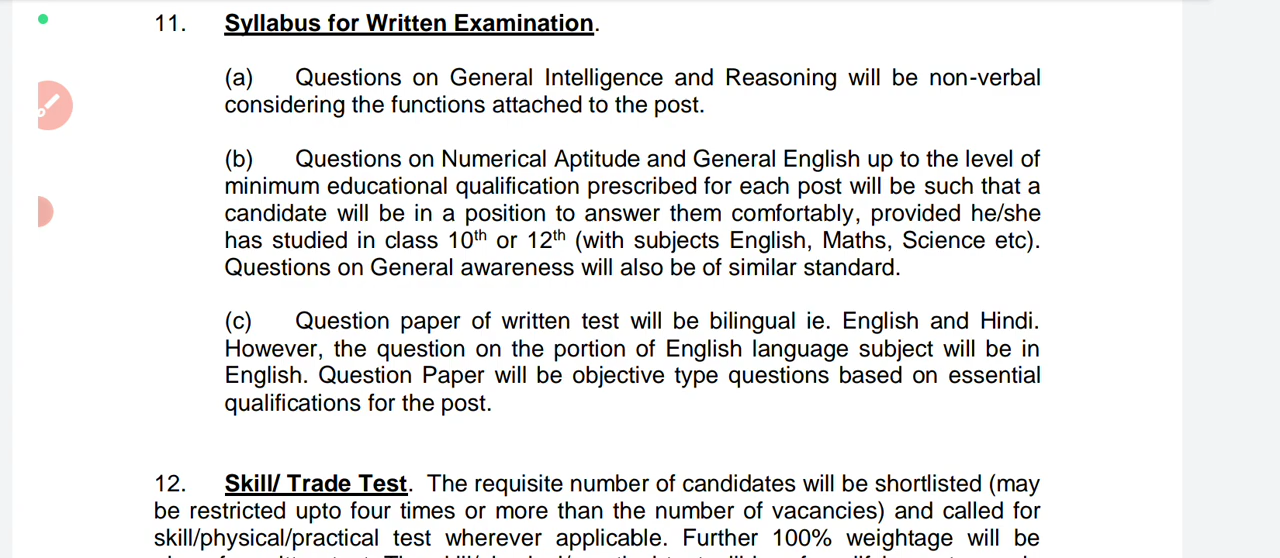 11. Syllabus for Written Examination.
(a) Questions on General Intelligence and Reasoning will be non-verbal
considering the functions attached to the post.
(b) Questions on Numerical Aptitude and General English up to the level of
minimum educational qualification prescribed for each post will be such that a
candidate will be in a position to answer them comfortably, provided he/she
has studied in class 10th or 12th (with subjects English, Maths, Science etc).
Questions on General awareness will also be of similar standard.
(c) Question paper of written test will be bilingual ie. English and Hindi.
However, the question on the portion of English language subject will be in
English. Question Paper will be objective type questions based on essential
qualifications for the post.
12. Skill/ Trade Test. The requisite number of candidates will be shortlisted (may
be restricted upto four times or more than the number of vacancies) and called for
skill/physical/practical test wherever applicable. Further 100% weightage will be